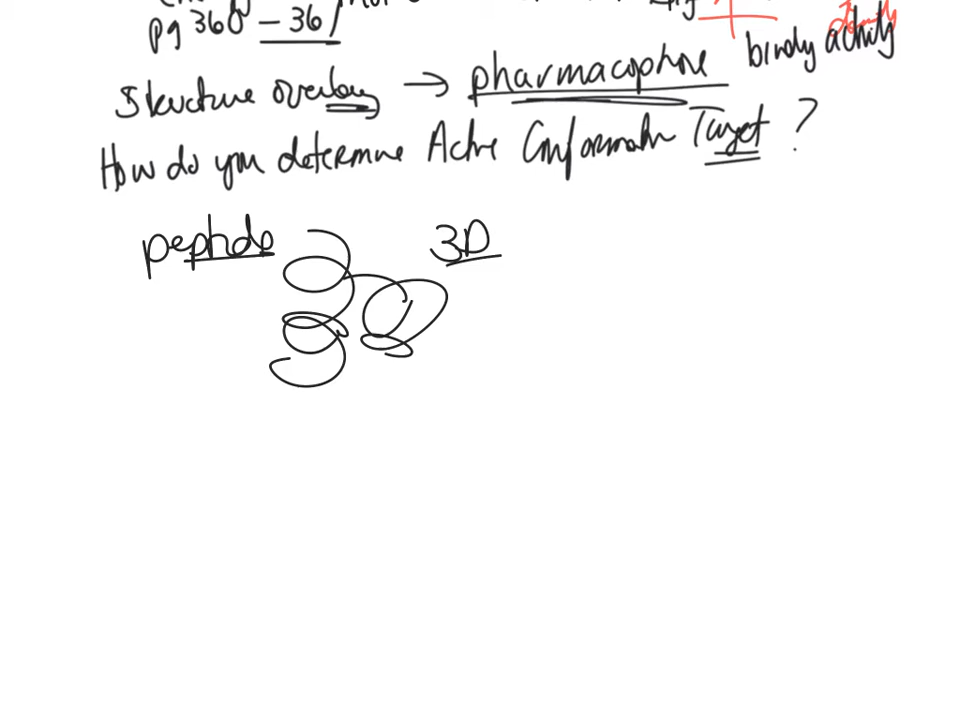 pg 360 - 361
binding activity
Structure overlay → pharmacophore
How do you determine Active Conformation Target ?
peptide 3D